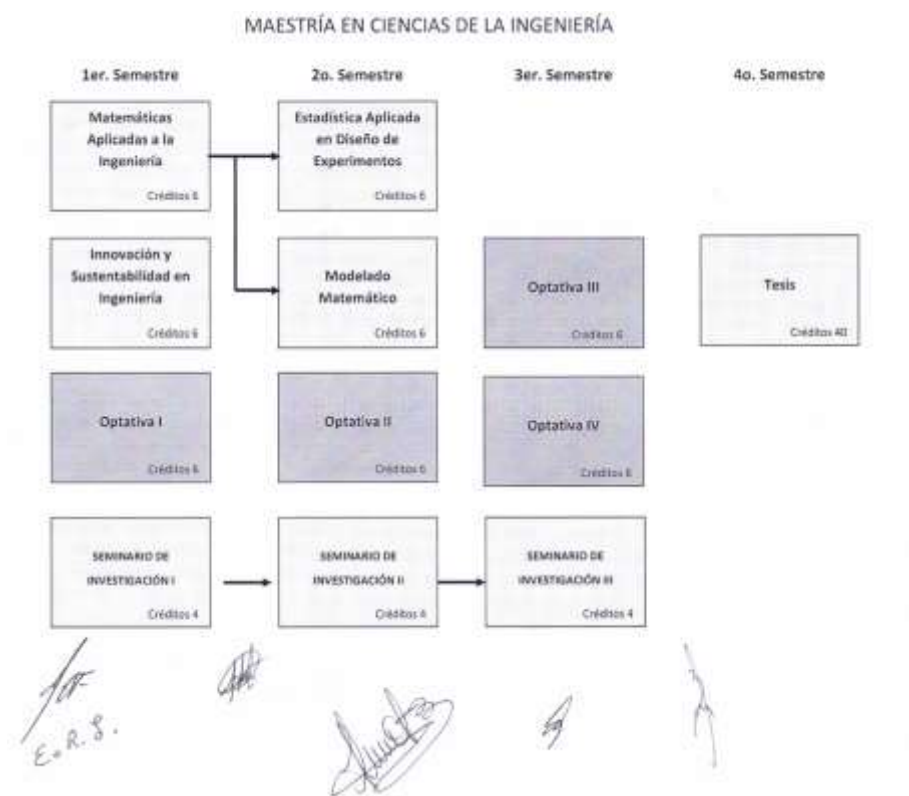 MAESTRÍA EN CIENCIAS DE LA INGENIERÍA
1er. Semestre
2o. Semestre
3er. Semestre
4o. Semestre
Matemáticas
Aplicadas a la
Ingeniería
Créditos 6
Estadística Aplicada
en Diseño de
Experimentos
Créditos 6
Innovación y
Sustentabilidad en
Ingeniería
Créditos 6
Modelado
Matemático
Créditos 6
Optativa III
Créditos 6
Tesis
Créditos 40
Optativa I
Créditos 6
Optativa II
Créditos 6
Optativa IV
Créditos 6
SEMINARIO DE
INVESTIGACIÓN I
Créditos 4
SEMINARIO DE
INVESTIGACIÓN II
Créditos 4
SEMINARIO DE
INVESTIGACIÓN III
Créditos 4
E.R.S.